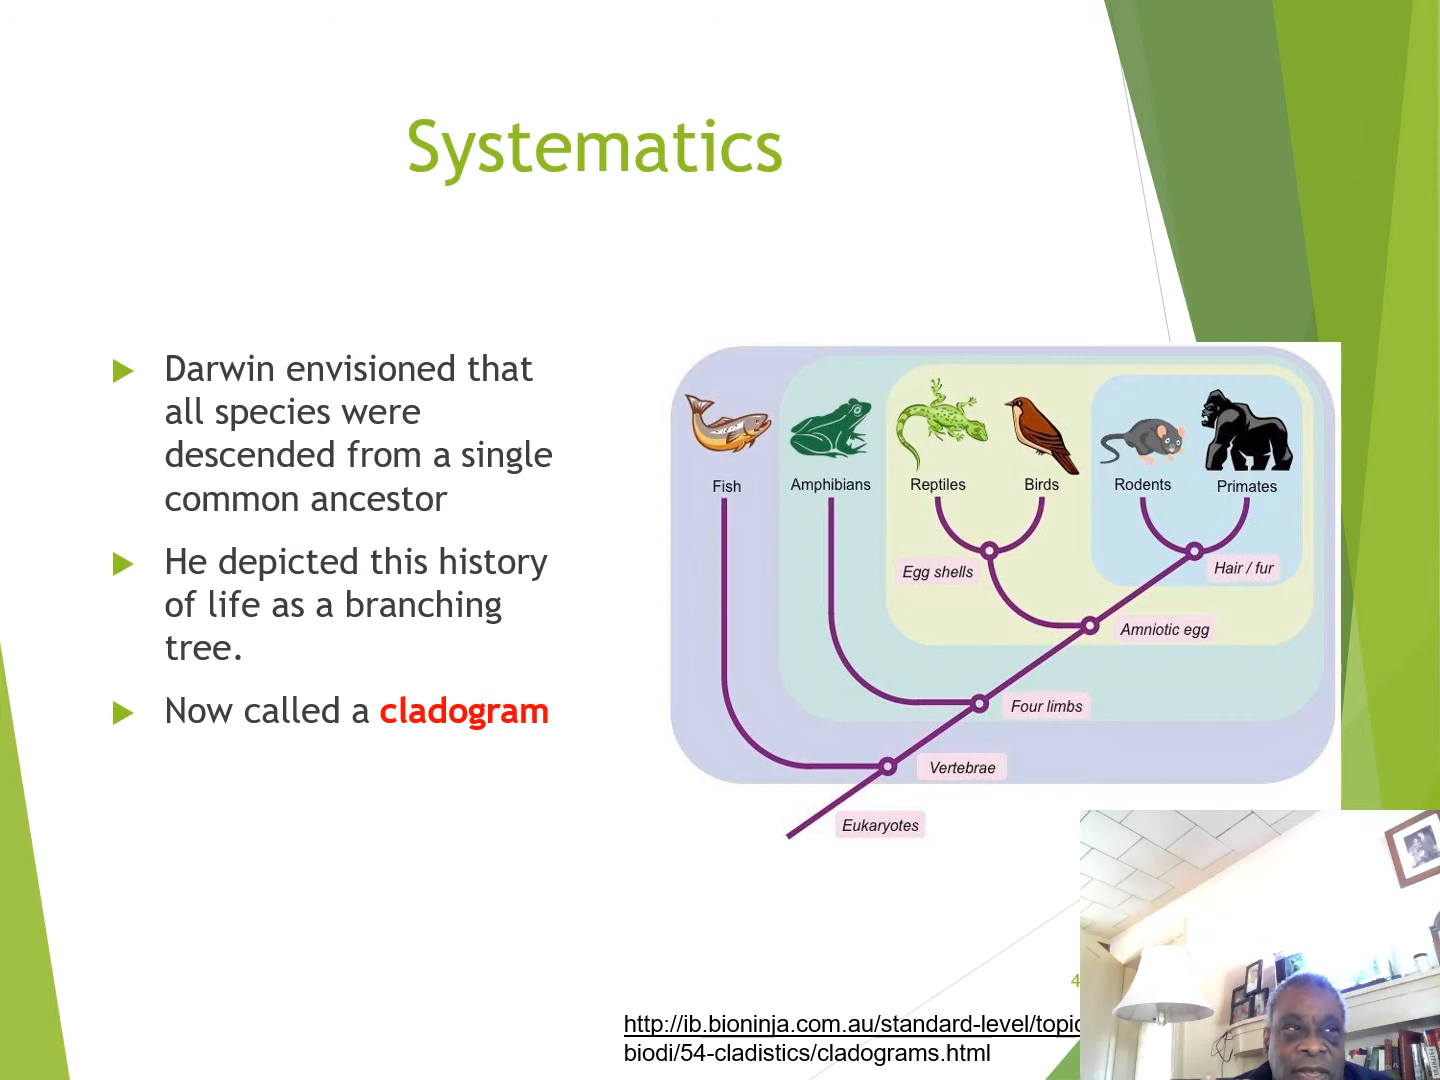 Systematics
Darwin envisioned that
all species were
descended from a single
common ancestor
He depicted this history
of life as a branching
tree.
Now called a cladogram
Fish
Amphibians
Reptiles
Birds
Rodents
Primates
Egg shells
Hair / fur
Amniotic egg
Four limbs
Vertebrae
Eukaryotes
4
http://ib.bioninja.com.au/standard-level/topic
biodi/54-cladistics/cladograms.html